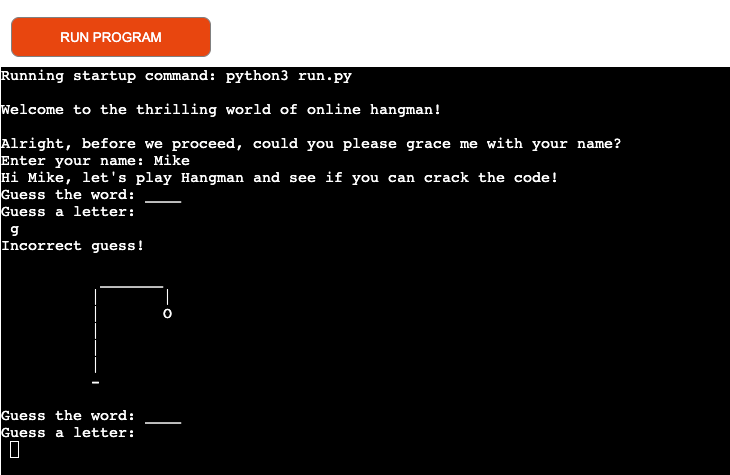 RUN PROGRAM
Running startup command: python3 run.py
Welcome to the thrilling world of online hangman!
Alright, before we proceed, could you please grace me with your name?
Enter your name: Mike
Hi Mike, let's play Hangman and see if you can crack the code!
Guess the word: ____
Guess a letter:
g
Incorrect guess!
_______
|       |
|       O
|
|
|
-
Guess the word: ____
Guess a letter: